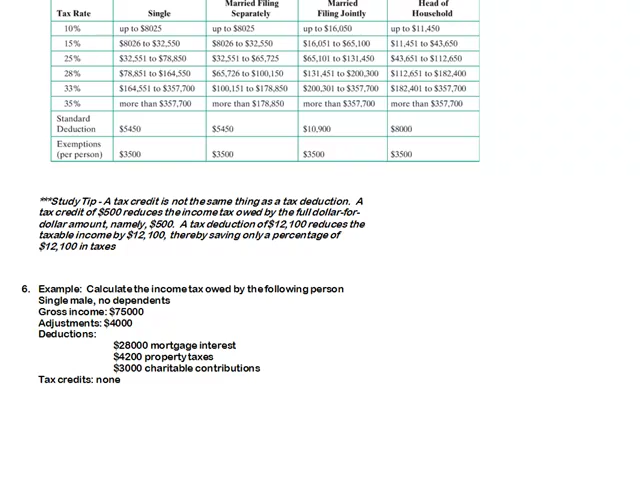 Married Filing Married Head of
Tax Rate Single Separately Filing Jointly Household
10% up to $8025 up to $8025 up to $16,050 up to $11,450
15% $8026 to $32,550 $8026 to $32,550 $16,051 to $65,100 $11,451 to $43,650
25% $32,551 to $78,850 $32,551 to $65,725 $65,101 to $131,450 $43,651 to $112,650
28% $78,851 to $164,550 $65,726 to $100,150 $131,451 to $200,300 $112,651 to $182,400
33% $164,551 to $357,700 $100,151 to $178,850 $200,301 to $357,700 $182,401 to $357,700
35% more than $357,700 more than $178,850 more than $357,700 more than $357,700
Standard
Deduction $5450 $5450 $10,900 $8000
Exemptions
(per person) $3500 $3500 $3500 $3500
***Study Tip - A tax credit is not the same thing as a tax deduction. A
tax credit of $500 reduces the income tax owed by the full dollar-for-
dollar amount, namely, $500. A tax deduction of $12,100 reduces the
taxable income by $12,100, thereby saving only a percentage of
$12,100 in taxes
6. Example: Calculate the income tax owed by the following person
Single male, no dependents
Gross income: $75000
Adjustments: $4000
Deductions:
$28000 mortgage interest
$4200 property taxes
$3000 charitable contributions
Tax credits: none